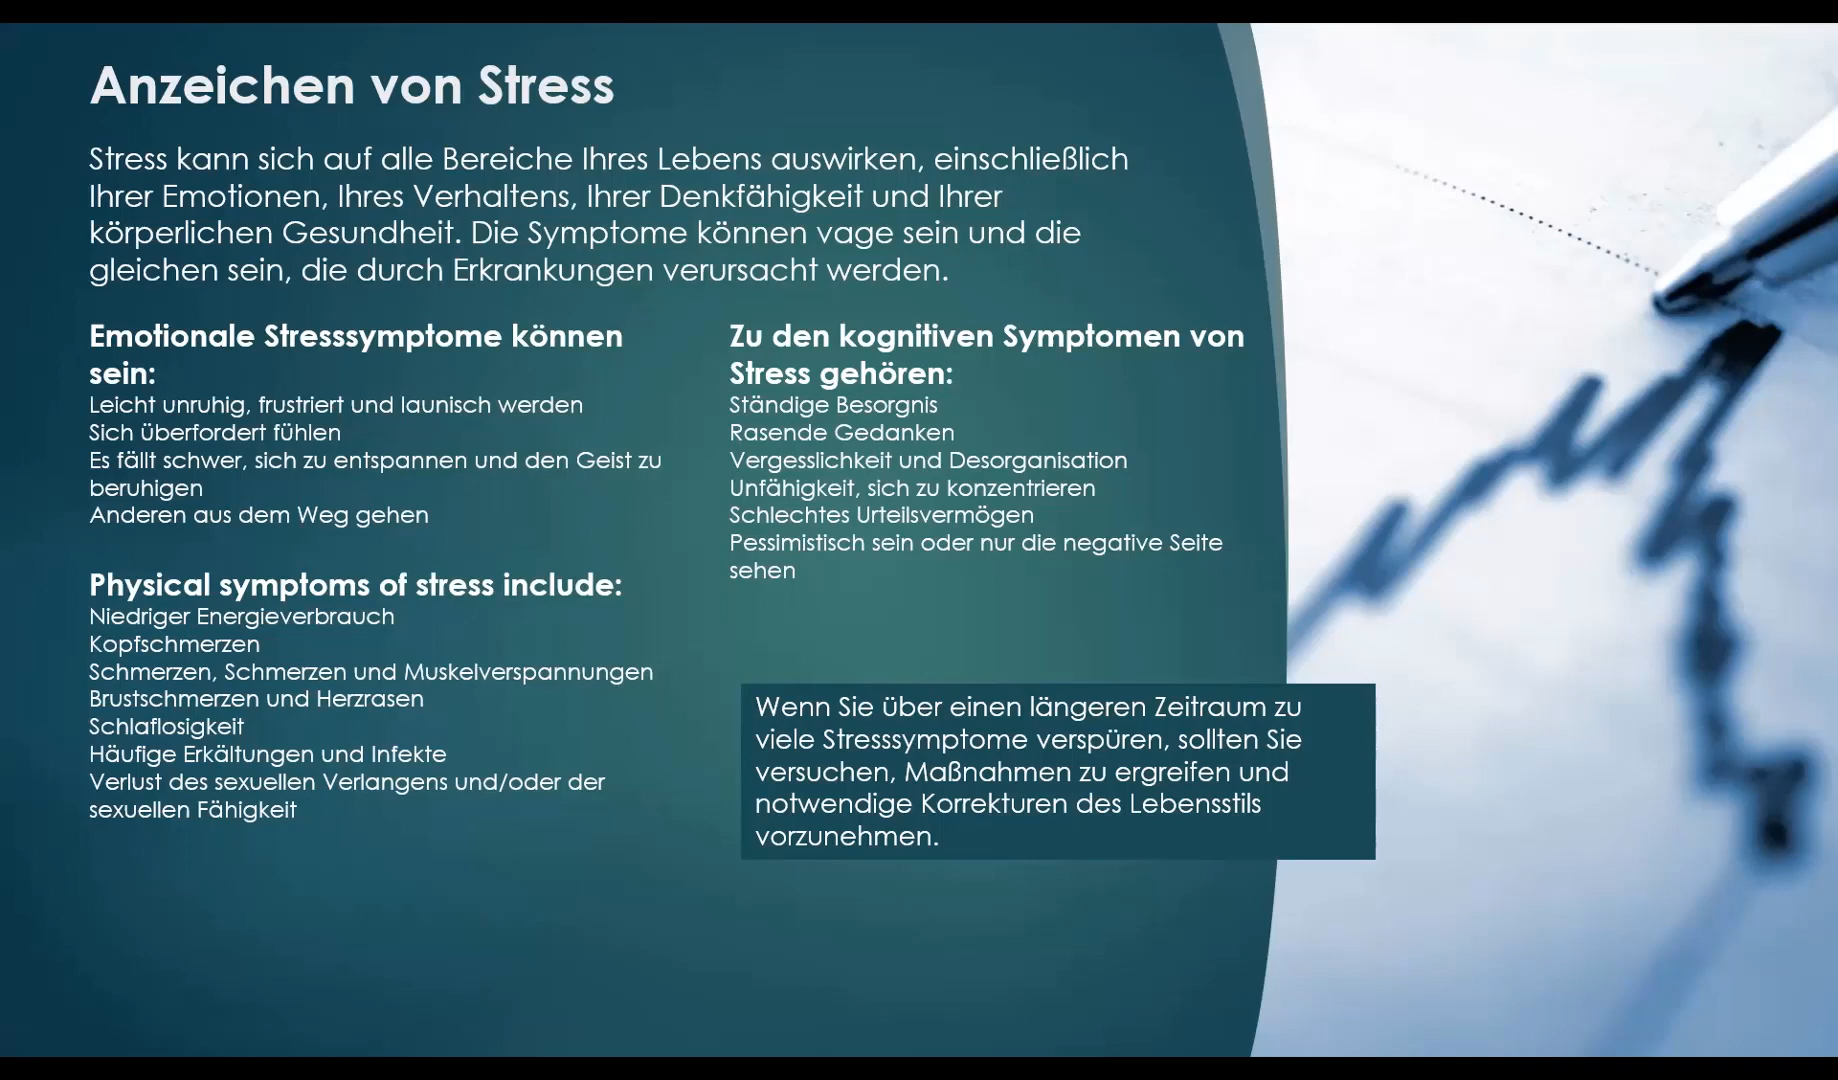 Anzeichen von Stress
Stress kann sich auf alle Bereiche Ihres Lebens auswirken, einschließlich
Ihrer Emotionen, Ihres Verhaltens, Ihrer Denkfähigkeit und Ihrer
körperlichen Gesundheit. Die Symptome können vage sein und die
gleichen sein, die durch Erkrankungen verursacht werden.
Emotionale Stresssymptome können
sein:
Leicht unruhig, frustriert und launisch werden
Sich überfordert fühlen
Es fällt schwer, sich zu entspannen und den Geist zu
beruhigen
Anderen aus dem Weg gehen
Physical symptoms of stress include:
Niedriger Energieverbrauch
Kopfschmerzen
Schmerzen, Schmerzen und Muskelverspannungen
Brustschmerzen und Herzrasen
Schlaflosigkeit
Häufige Erkältungen und Infekte
Verlust des sexuellen Verlangens und/oder der
sexuellen Fähigkeit
Zu den kognitiven Symptomen von
Stress gehören:
Ständige Besorgnis
Rasende Gedanken
Vergesslichkeit und Desorganisation
Unfähigkeit, sich zu konzentrieren
Schlechtes Urteilsvermögen
Pessimistisch sein oder nur die negative Seite
sehen
Wenn Sie über einen längeren Zeitraum zu
viele Stresssymptome verspüren, sollten Sie
versuchen, Maßnahmen zu ergreifen und
notwendige Korrekturen des Lebensstils
vorzunehmen.